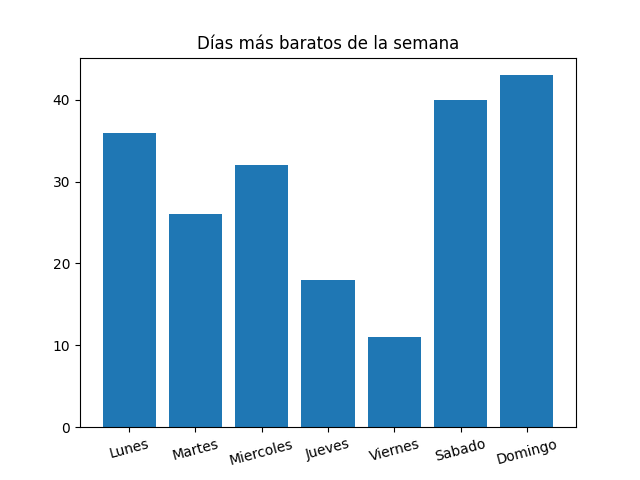 Días más baratos de la semana
40
30
20
10
0
Lunes
Martes
Miercoles
Jueves
Viernes
Sabado
Domingo